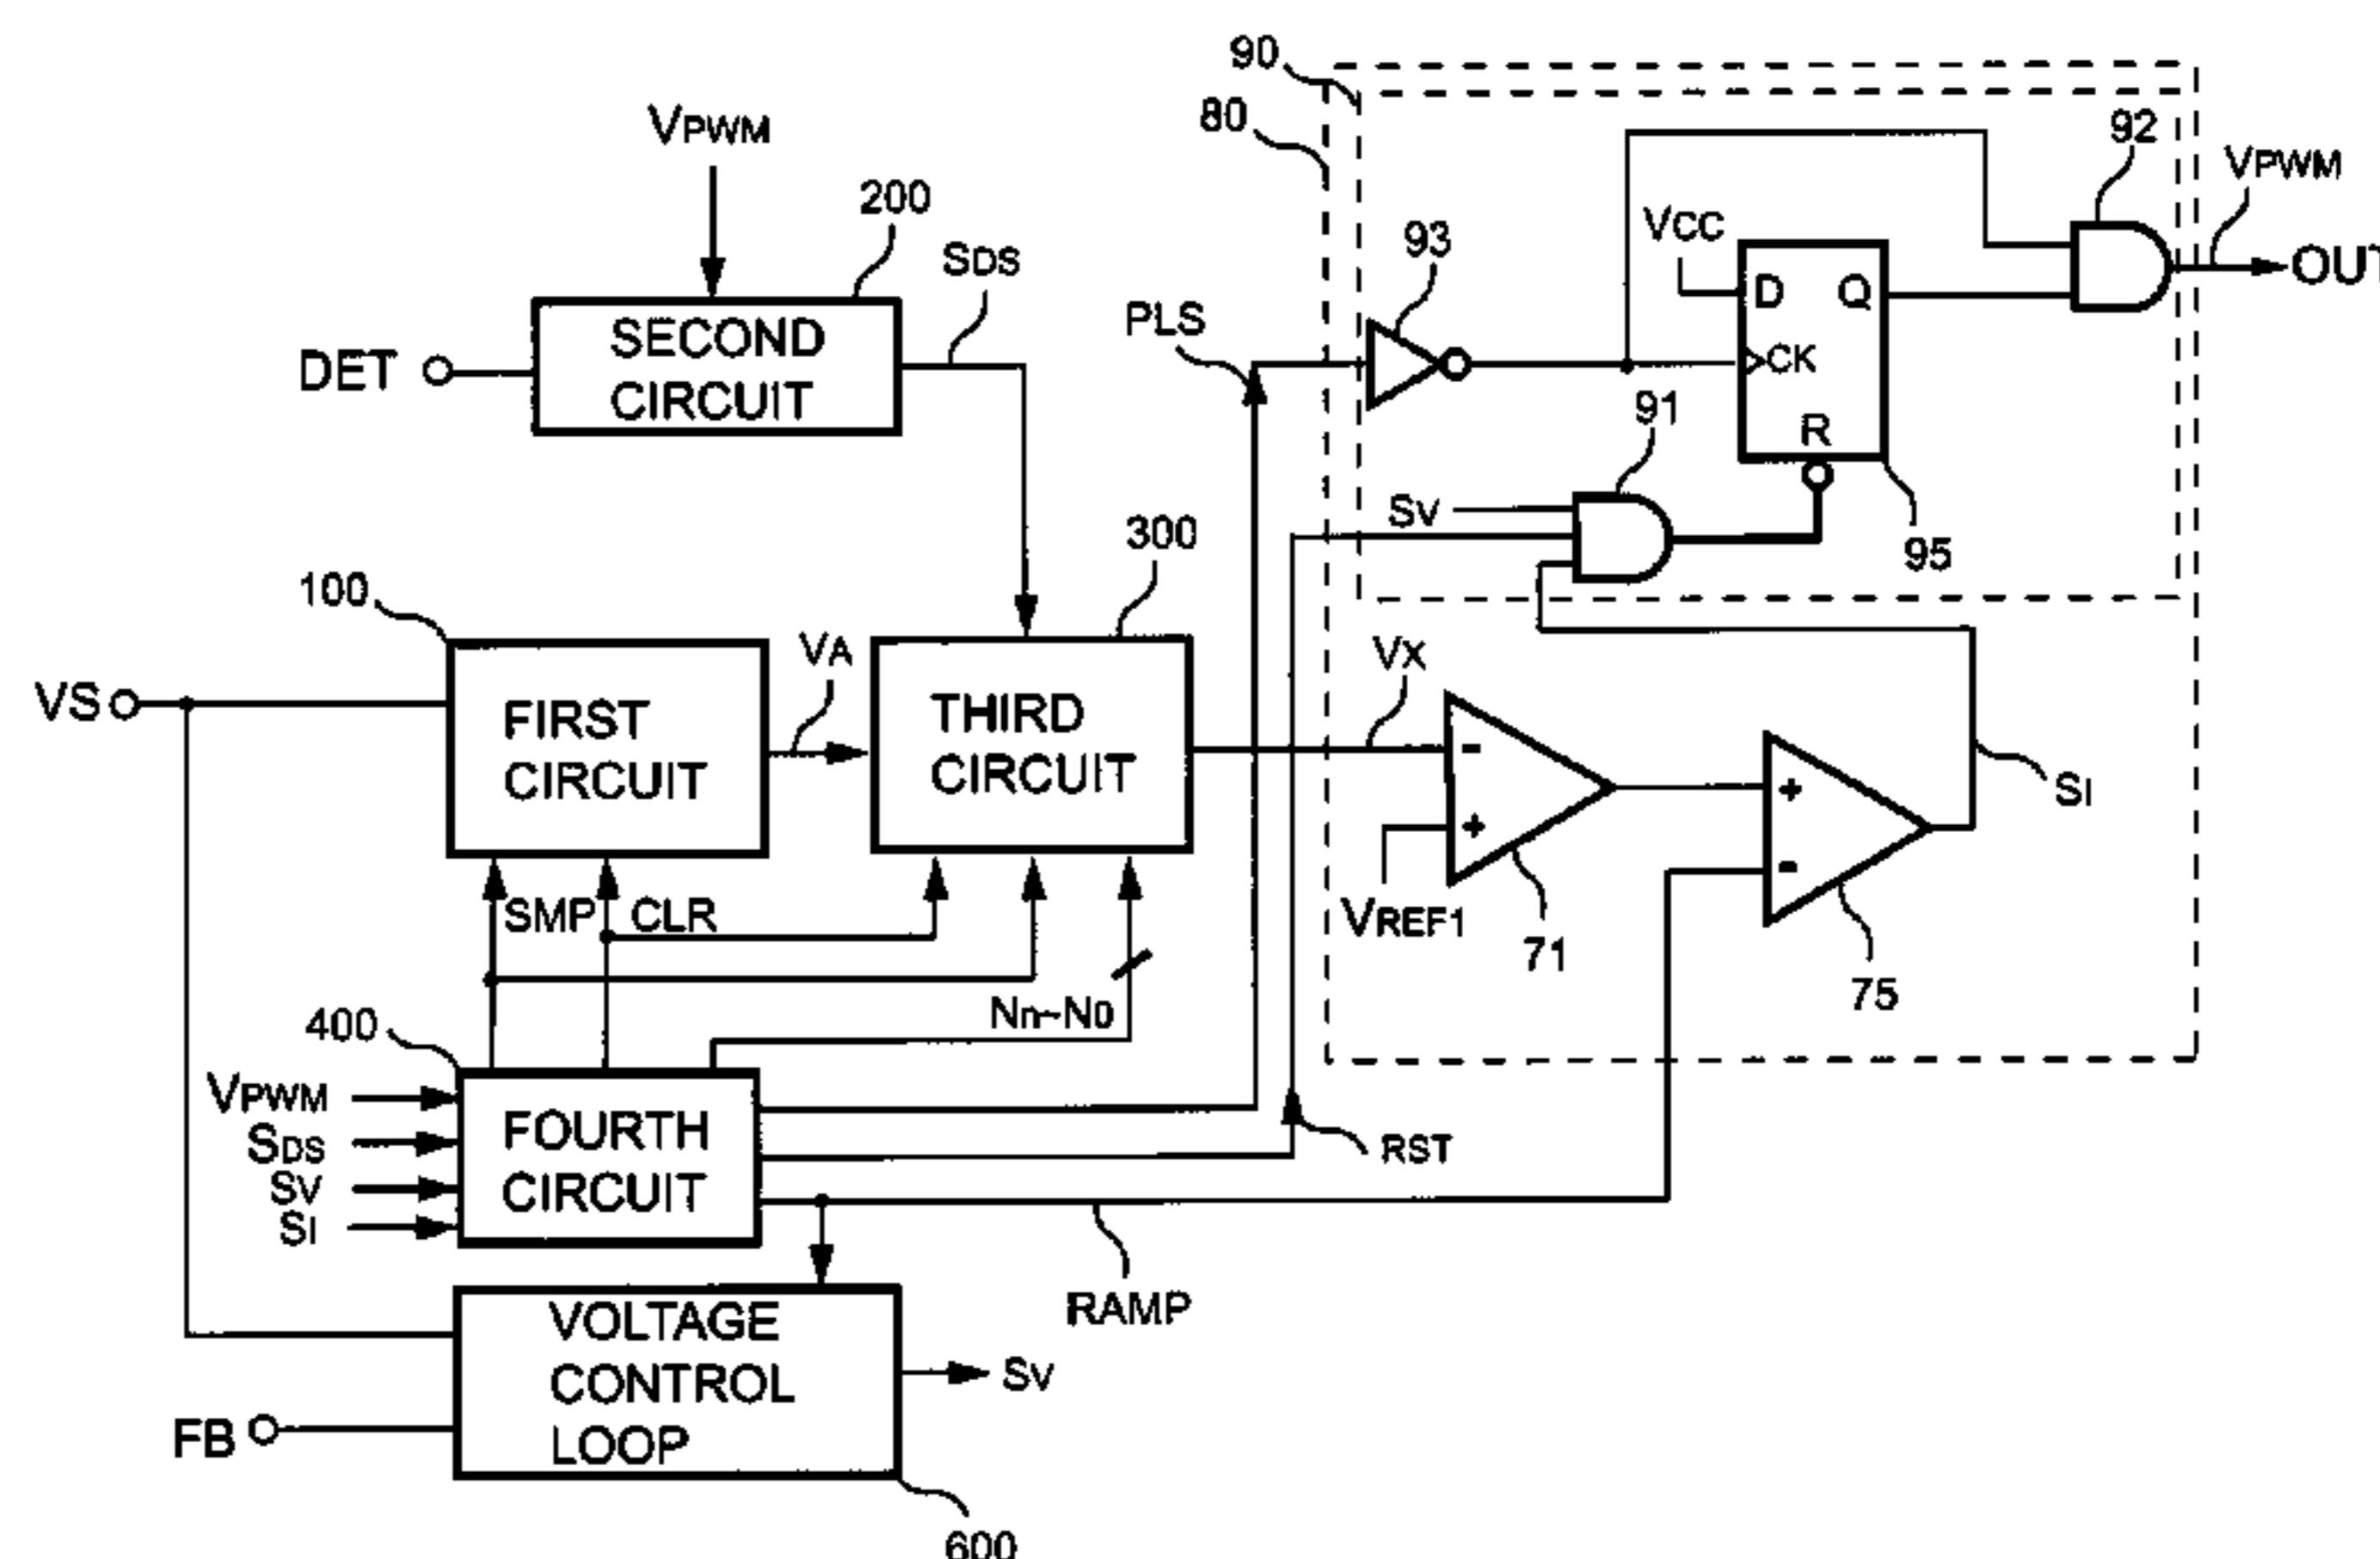 90
80
VPWM
92
VPWM
200
SDS
VCC
93
D
Q
OUT
PLS
SECOND
CIRCUIT
DET
CK
91
R
SV
300
95
100
VA
VX
VS
FIRST
CIRCUIT
THIRD
CIRCUIT
-
+
+
-
SI
SMP
CLR
VREF1
71
75
Nn~N0
400
VPWM
SDS
SV
SI
FOURTH
CIRCUIT
RST
RAMP
VOLTAGE
CONTROL
LOOP
SV
FB
600